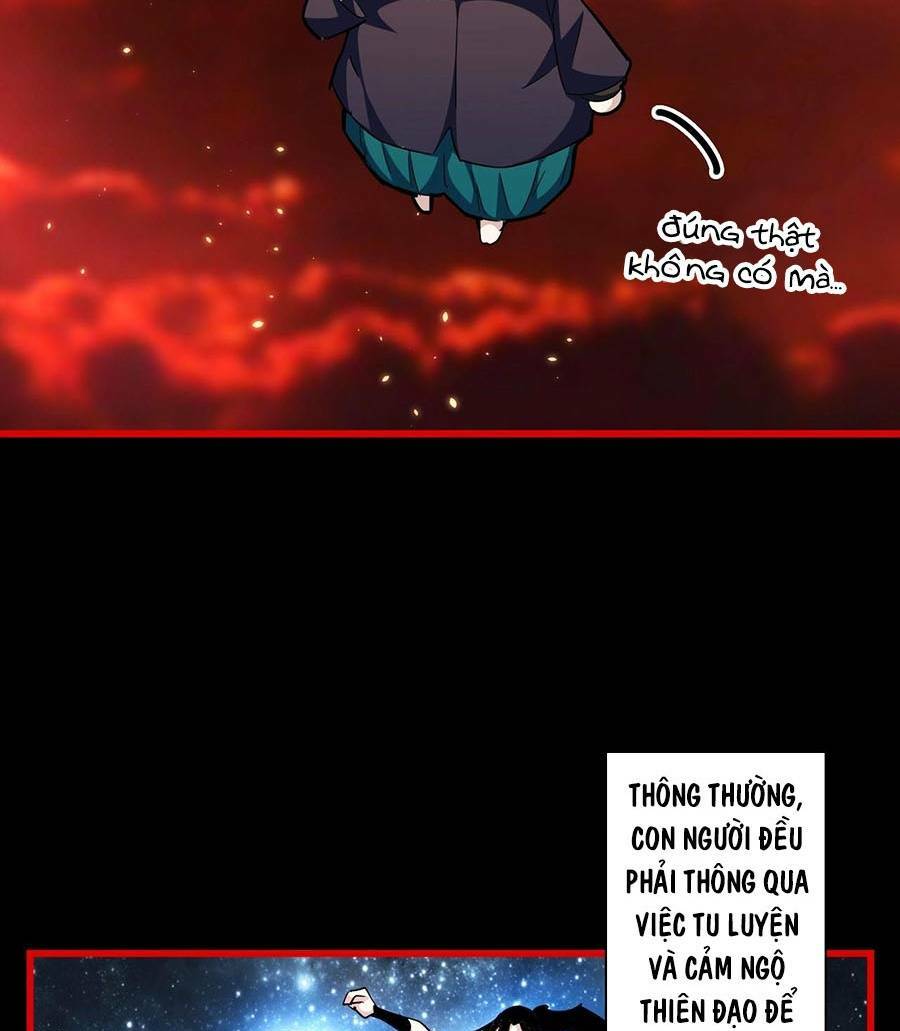 đúng thật
không có mà...
THÔNG THƯỜNG,
CON NGƯỜI ĐỀU
PHẢI THÔNG QUA
VIỆC TU LUYỆN
VÀ CẢM NGỘ
THIÊN ĐẠO ĐỂ